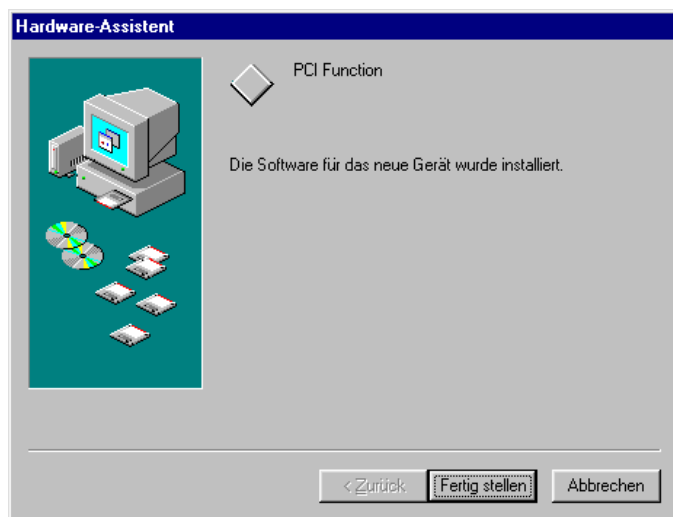 Hardware-Assistent
PCI Function
Die Software für das neue Gerät wurde installiert.
< Zurück
Fertig stellen
Abbrechen